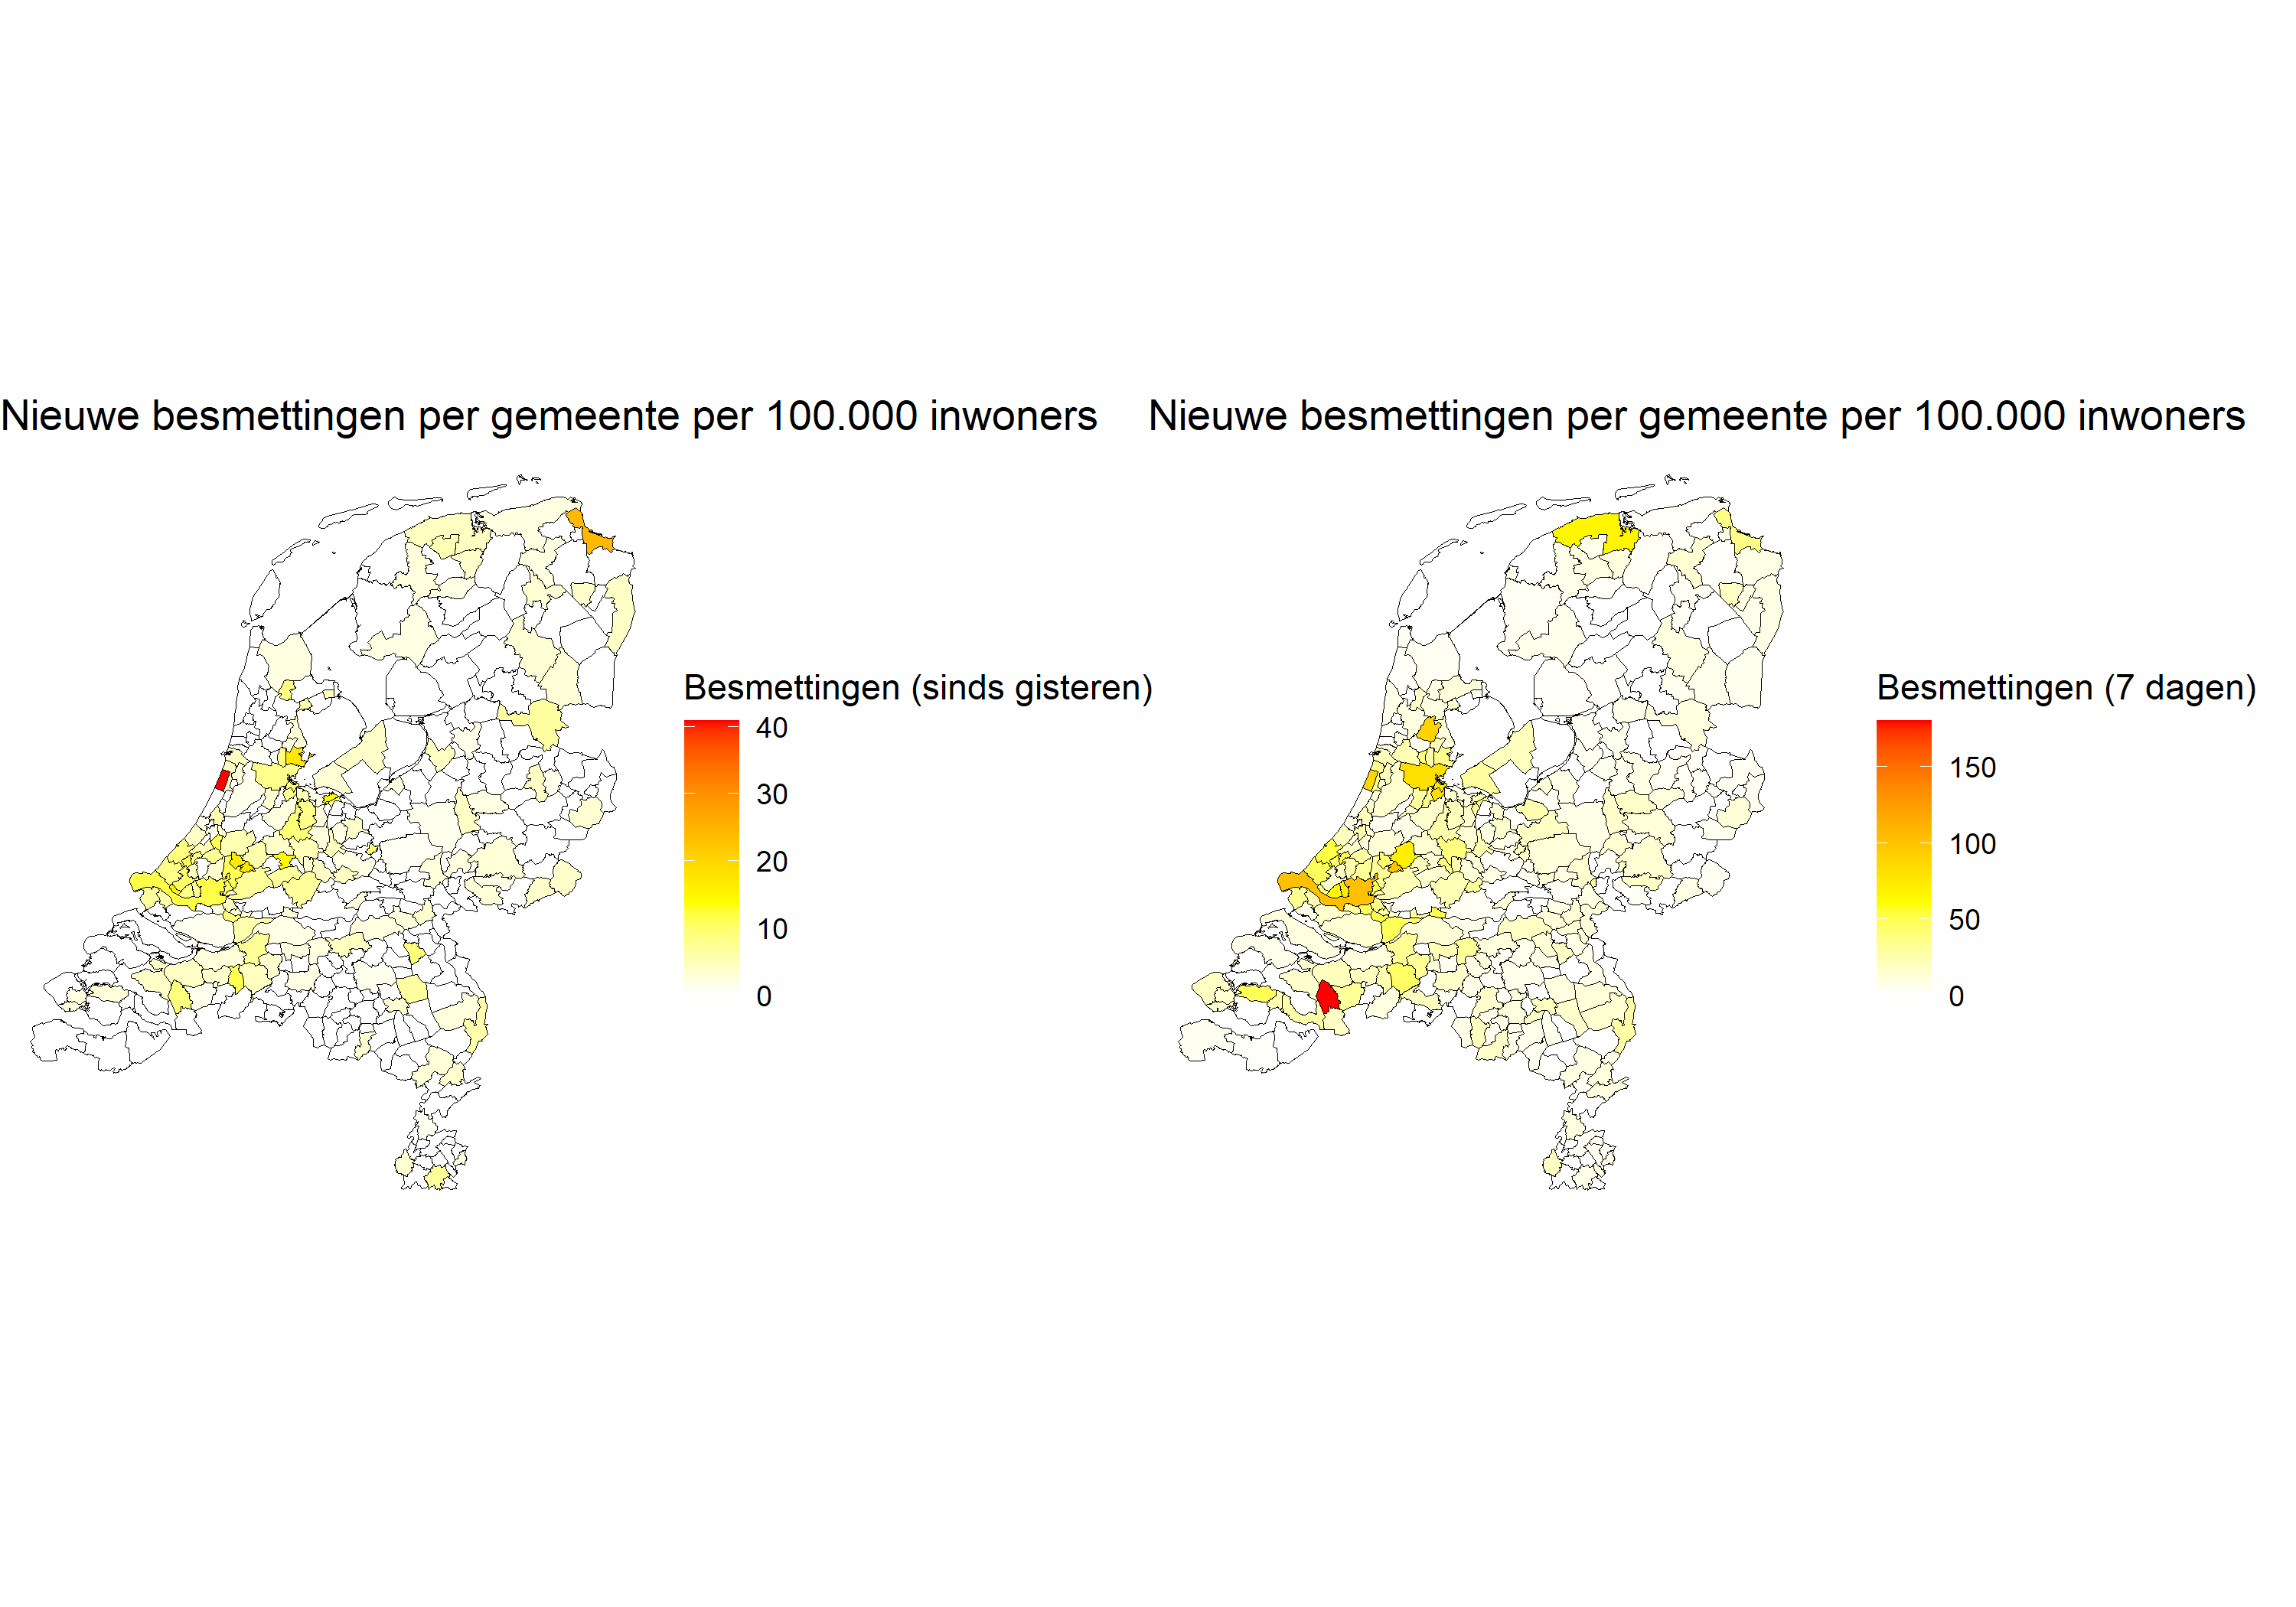 Nieuwe besmettingen per gemeente per 100.000 inwoners
Besmettingen (sinds gisteren)
40
30
20
10
0
Nieuwe besmettingen per gemeente per 100.000 inwoners
Besmettingen (7 dagen)
150
100
50
0